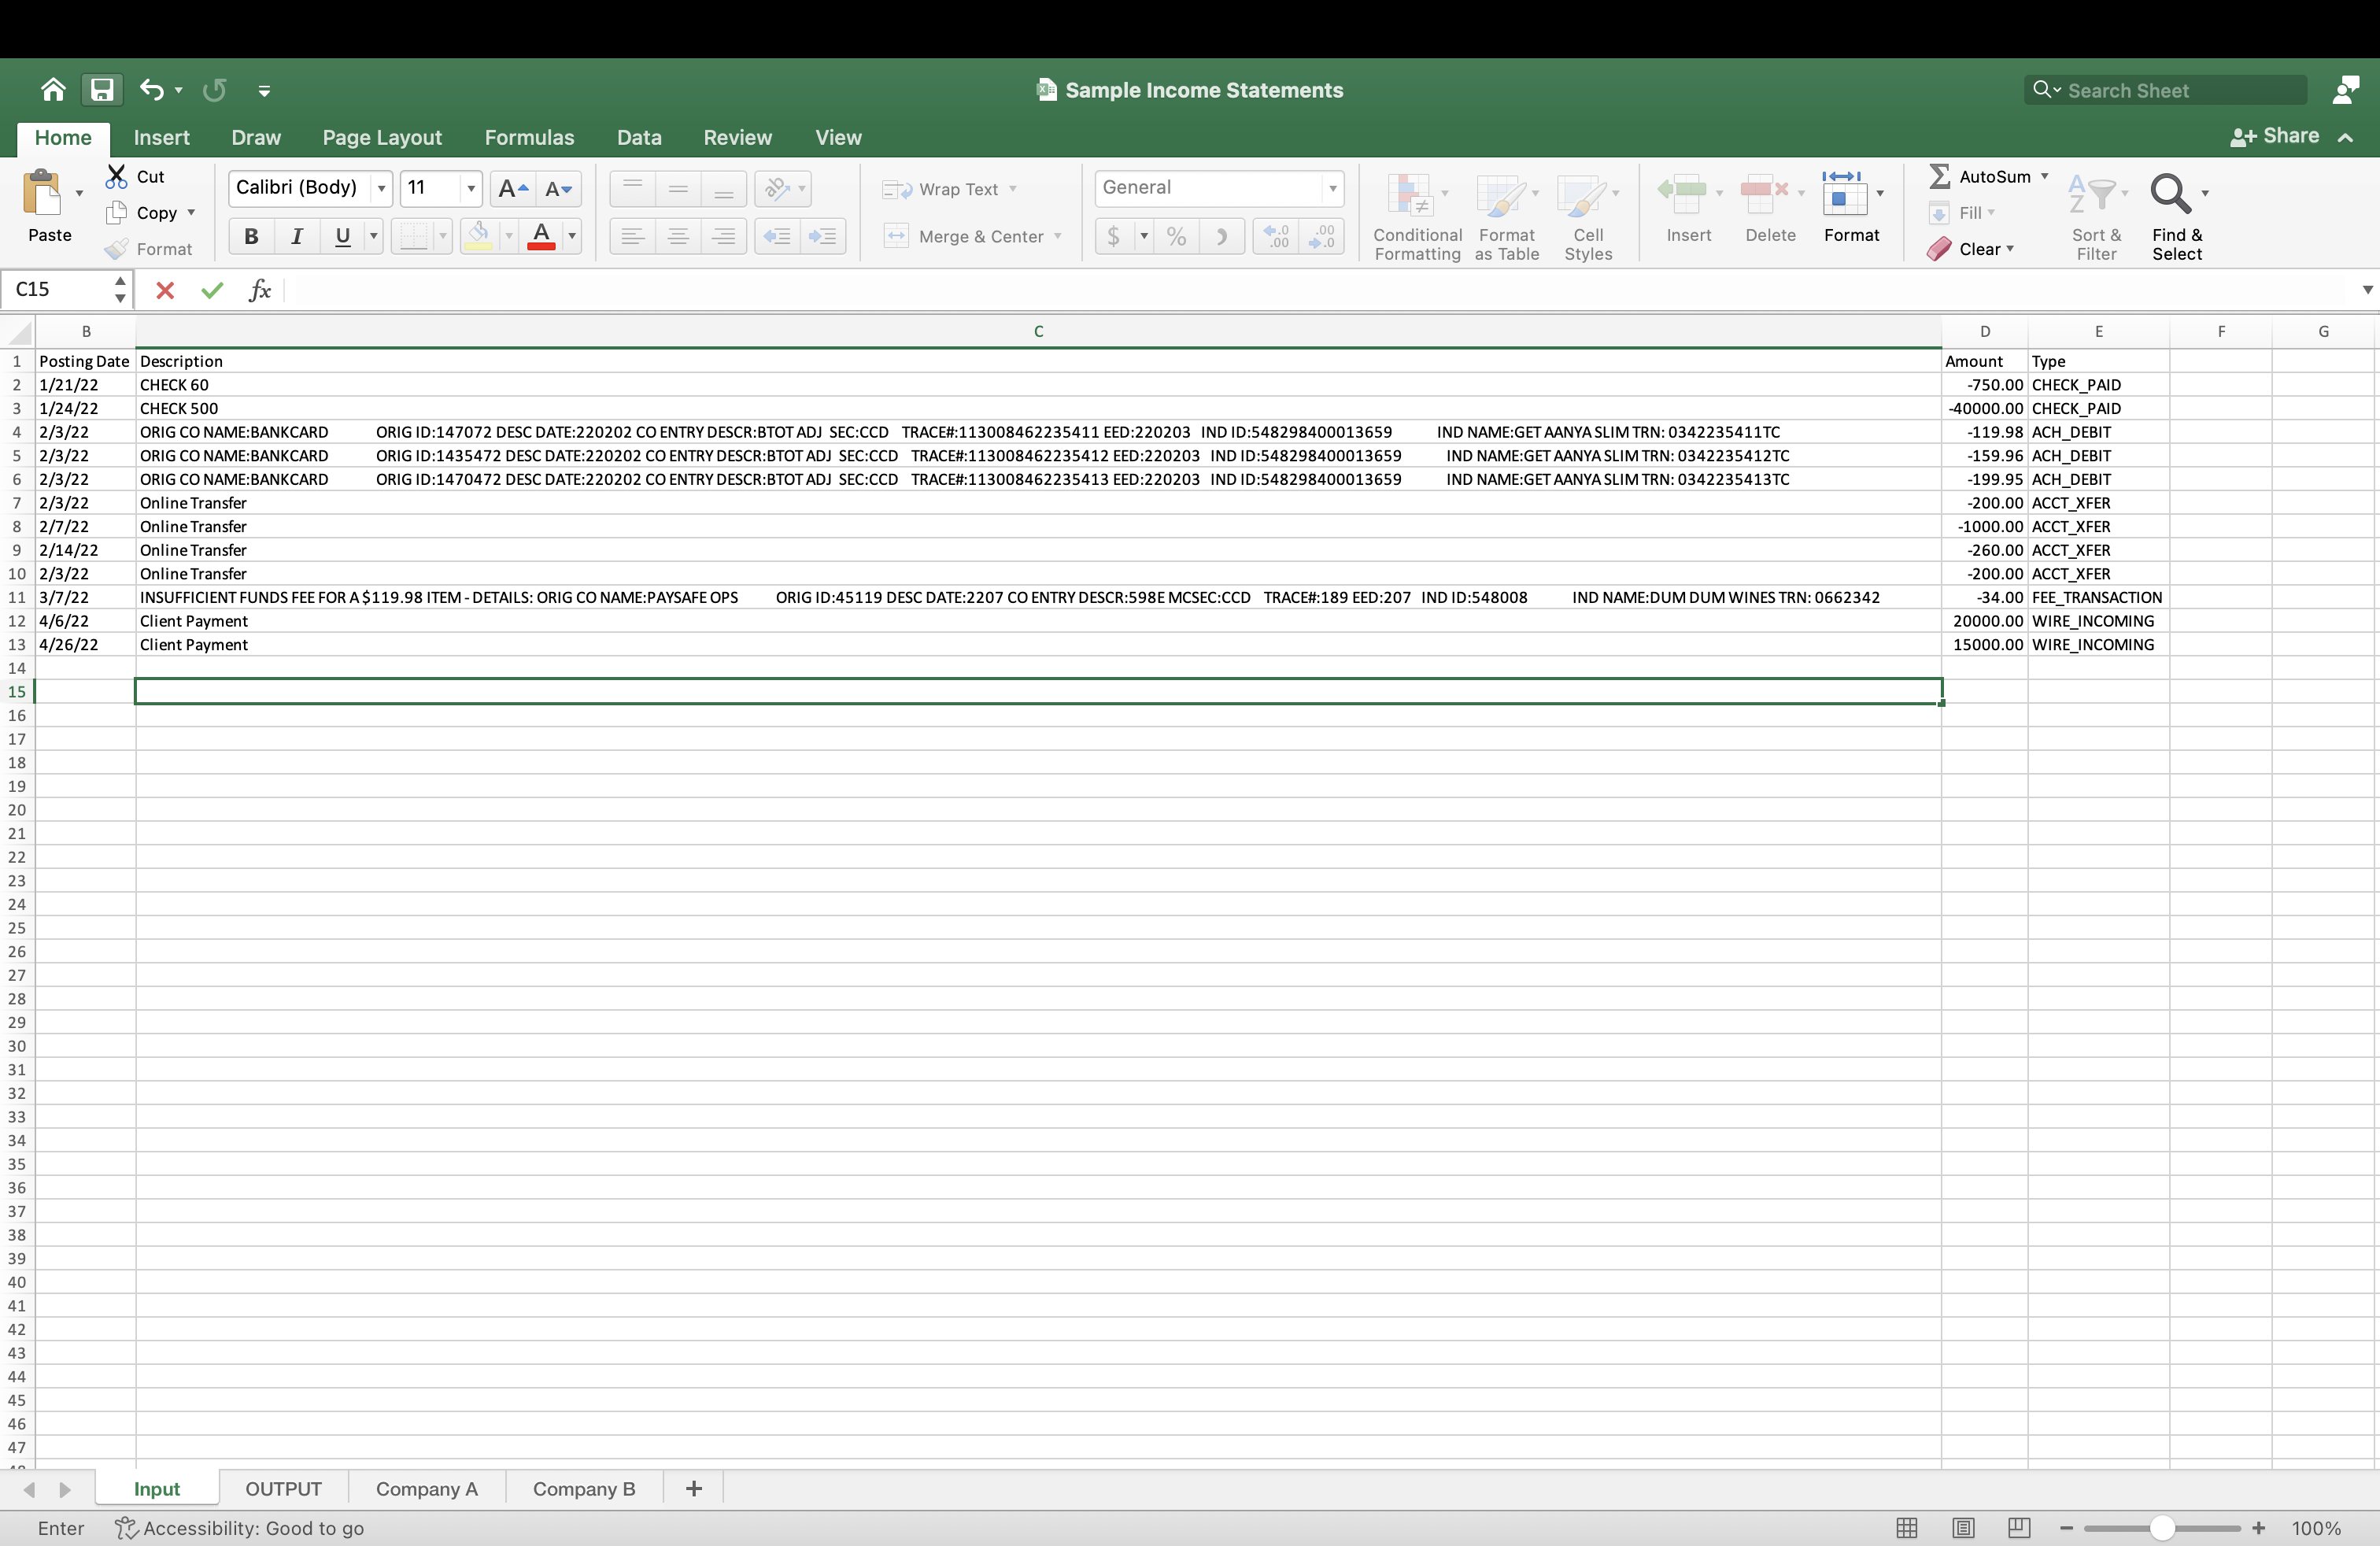 Sample Income Statements
Search Sheet
Home Insert Draw Page Layout Formulas Data Review View
Share
Paste
Cut
Copy
Format
Calibri (Body) 11 A A
B I U A
Wrap Text
Merge & Center
General
$ %
Conditional Formatting
Format as Table
Cell Styles
Insert
Delete
Format
AutoSum
Fill
Clear
Sort & Filter
Find & Select
C15 fx
B C D E F G
1 Posting Date Description Amount Type
2 1/21/22 CHECK 60 -750.00 CHECK_PAID
3 1/24/22 CHECK 500 -40000.00 CHECK_PAID
4 2/3/22 ORIG CO NAME:BANKCARD ORIG ID:147072 DESC DATE:220202 CO ENTRY DESCR:BTOT ADJ SEC:CCD TRACE#:113008462235411 EED:220203 IND ID:548298400013659 IND NAME:GET AANYA SLIM TRN: 0342235411TC -119.98 ACH_DEBIT
5 2/3/22 ORIG CO NAME:BANKCARD ORIG ID:1435472 DESC DATE:220202 CO ENTRY DESCR:BTOT ADJ SEC:CCD TRACE#:113008462235412 EED:220203 IND ID:548298400013659 IND NAME:GET AANYA SLIM TRN: 0342235412TC -159.96 ACH_DEBIT
6 2/3/22 ORIG CO NAME:BANKCARD ORIG ID:1470472 DESC DATE:220202 CO ENTRY DESCR:BTOT ADJ SEC:CCD TRACE#:113008462235413 EED:220203 IND ID:548298400013659 IND NAME:GET AANYA SLIM TRN: 0342235413TC -199.95 ACH_DEBIT
7 2/3/22 Online Transfer -200.00 ACCT_XFER
8 2/7/22 Online Transfer -1000.00 ACCT_XFER
9 2/14/22 Online Transfer -260.00 ACCT_XFER
10 2/3/22 Online Transfer -200.00 ACCT_XFER
11 3/7/22 INSUFFICIENT FUNDS FEE FOR A $119.98 ITEM - DETAILS: ORIG CO NAME:PAYSAFE OPS ORIG ID:45119 DESC DATE:2207 CO ENTRY DESCR:598E MCSEC:CCD TRACE#:189 EED:207 IND ID:548008 IND NAME:DUM DUM WINES TRN: 0662342 -34.00 FEE_TRANSACTION
12 4/6/22 Client Payment 20000.00 WIRE_INCOMING
13 4/26/22 Client Payment 15000.00 WIRE_INCOMING
14
15
16
17
18
19
20
21
22
23
24
25
26
27
28
29
30
31
32
33
34
35
36
37
38
39
40
41
42
43
44
45
46
47
Input OUTPUT Company A Company B +
Enter Accessibility: Good to go 100%